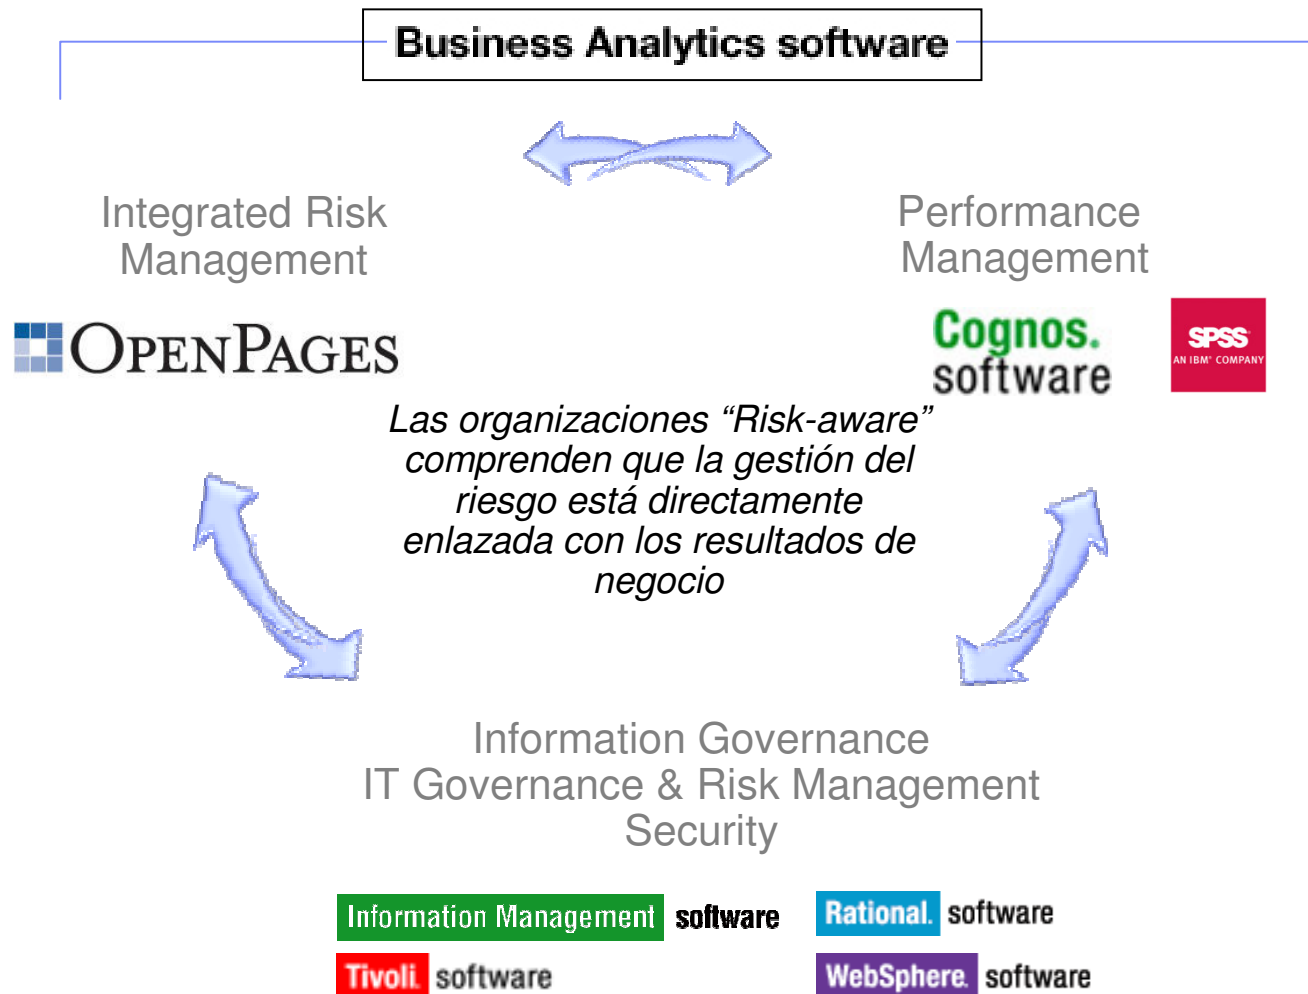 Business Analytics software
Integrated Risk
Management
OPENPAGES
Performance
Management
Cognos.
software
SPSS
AN IBM® COMPANY
Las organizaciones “Risk-aware”
comprenden que la gestión del
riesgo está directamente
enlazada con los resultados de
negocio
Information Governance
IT Governance & Risk Management
Security
Information Management software
Rational. software
Tivoli. software
WebSphere. software